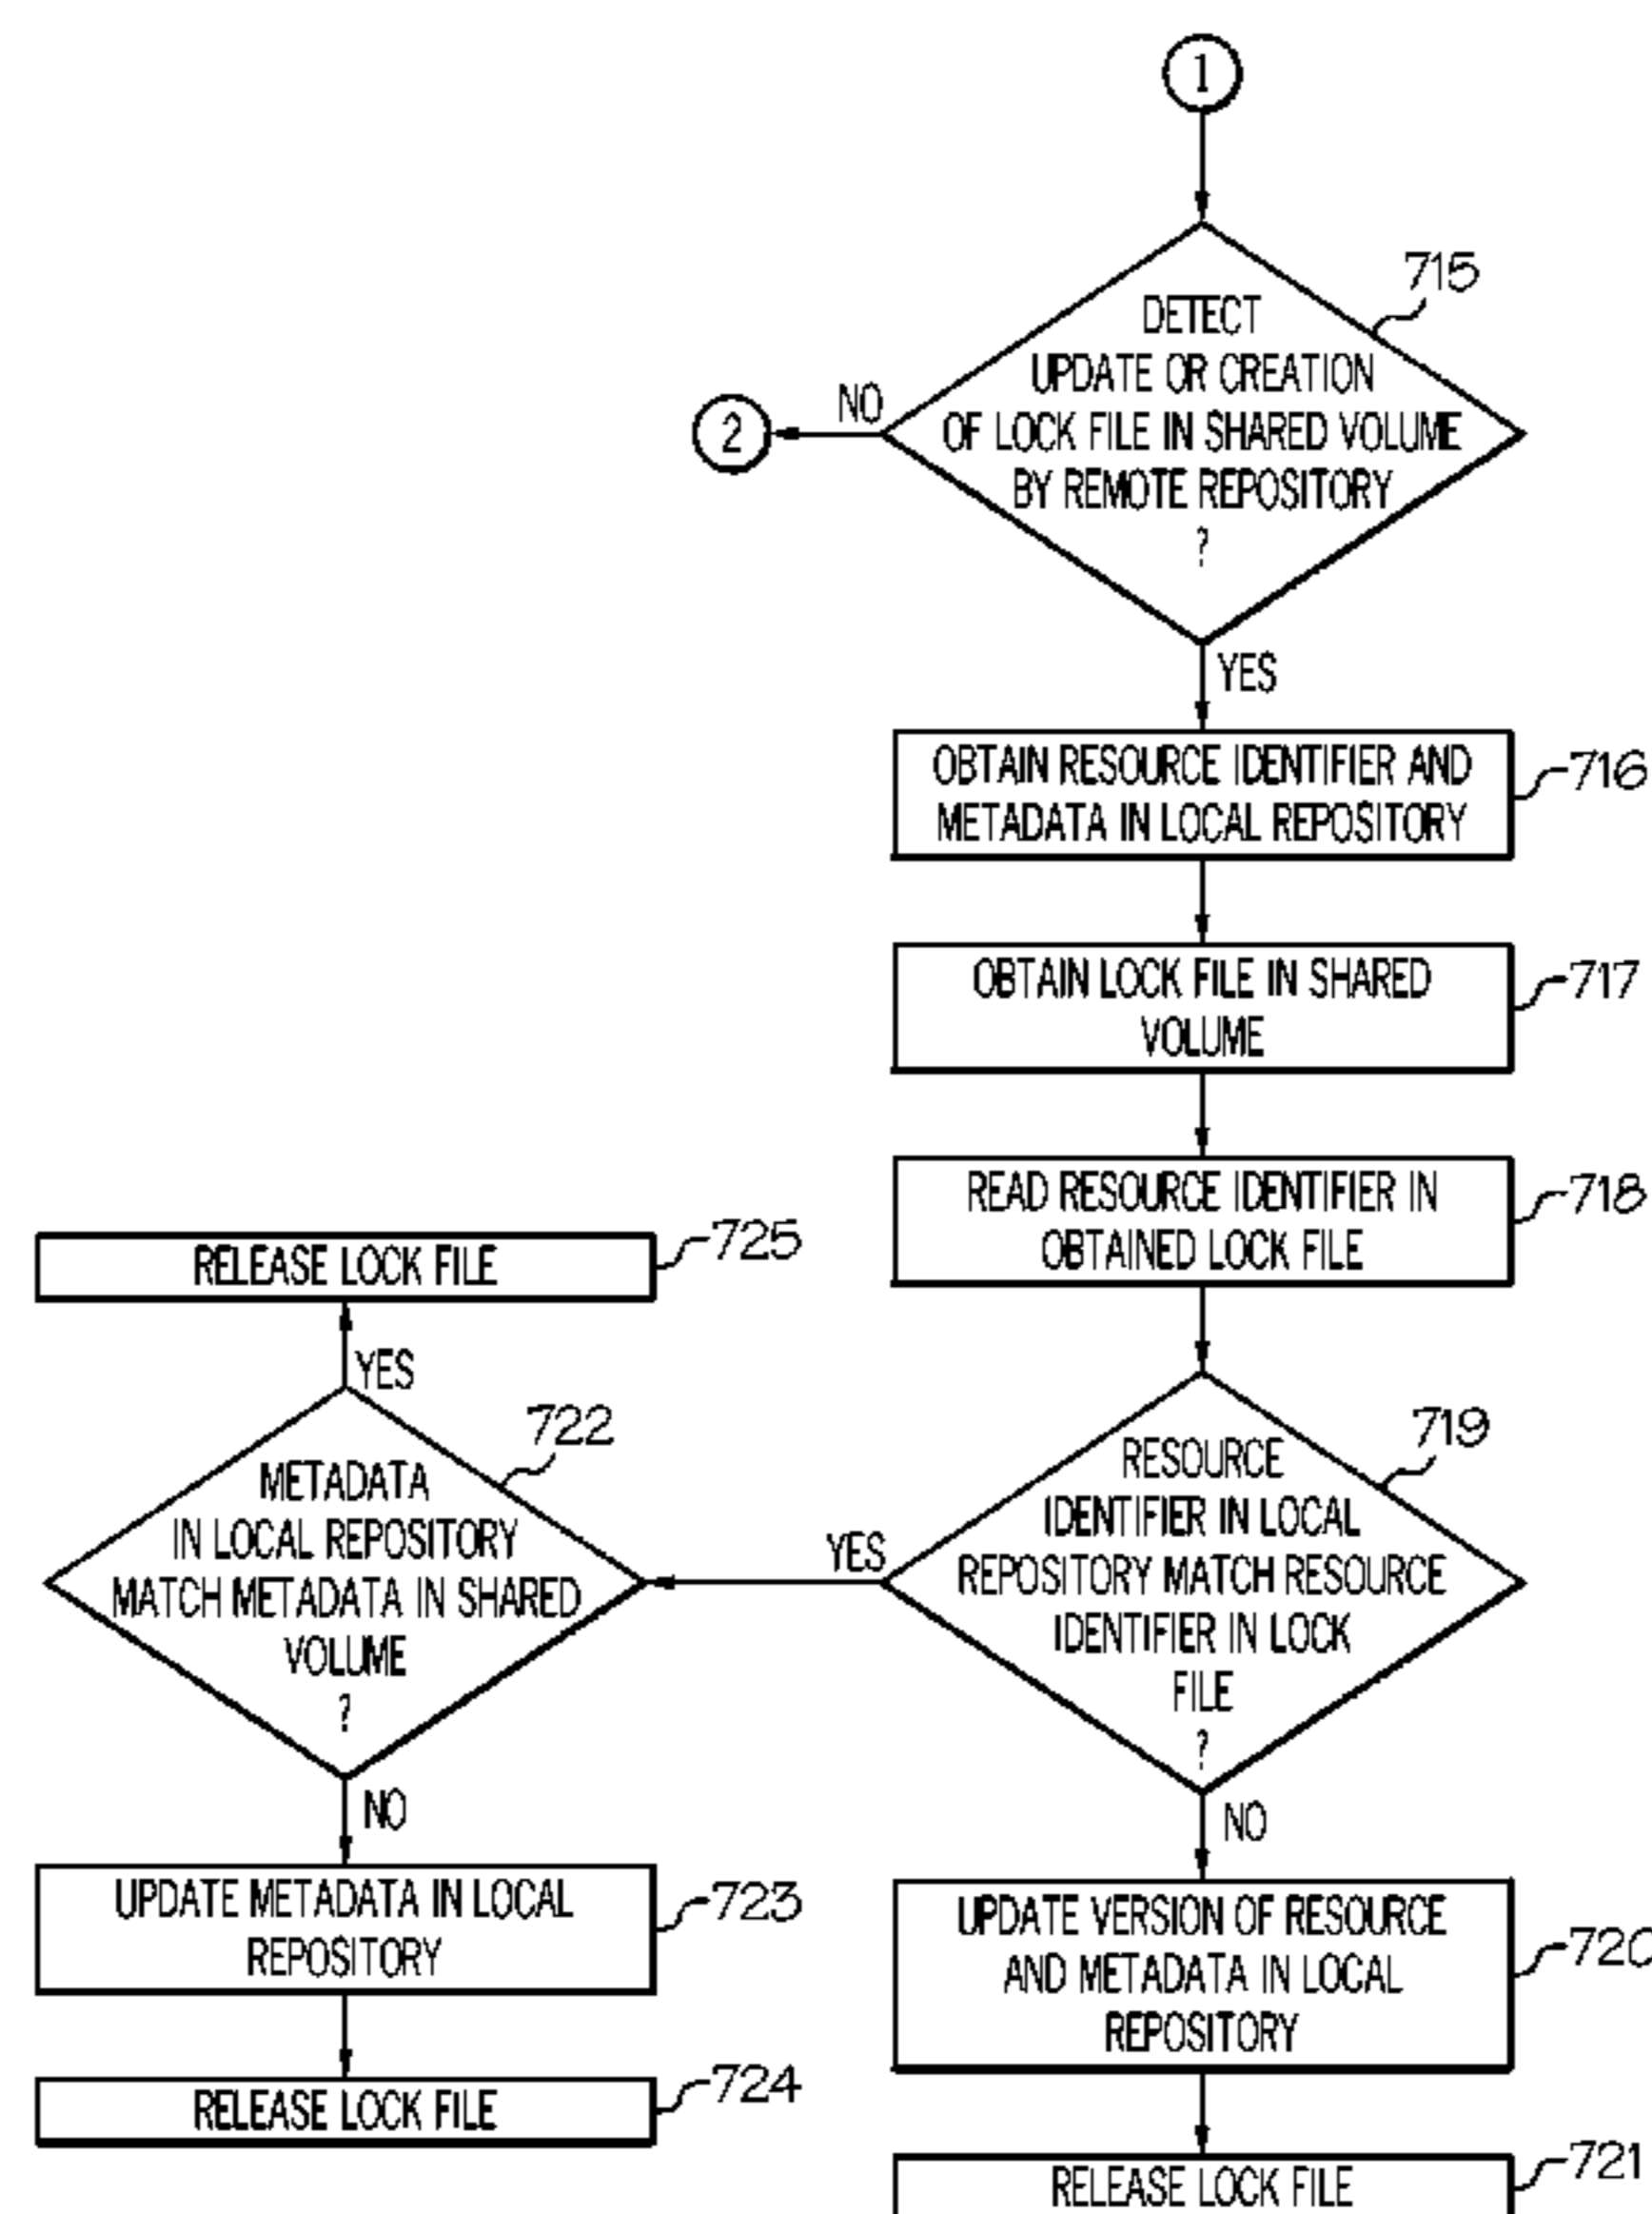 1
715
DETECT
UPDATE OR CREATION
OF LOCK FILE IN SHARED VOLUME
BY REMOTE REPOSITORY
?
NO
2
YES
OBTAIN RESOURCE IDENTIFIER AND
METADATA IN LOCAL REPOSITORY
716
OBTAIN LOCK FILE IN SHARED
VOLUME
717
READ RESOURCE IDENTIFIER IN
OBTAINED LOCK FILE
718
719
RESOURCE
IDENTIFIER IN LOCAL
REPOSITORY MATCH RESOURCE
IDENTIFIER IN LOCK
FILE
?
YES
NO
UPDATE VERSION OF RESOURCE
AND METADATA IN LOCAL
REPOSITORY
720
RELEASE LOCK FILE
721
RELEASE LOCK FILE
725
YES
722
METADATA
IN LOCAL REPOSITORY
MATCH METADATA IN SHARED
VOLUME
?
NO
UPDATE METADATA IN LOCAL
REPOSITORY
723
RELEASE LOCK FILE
724